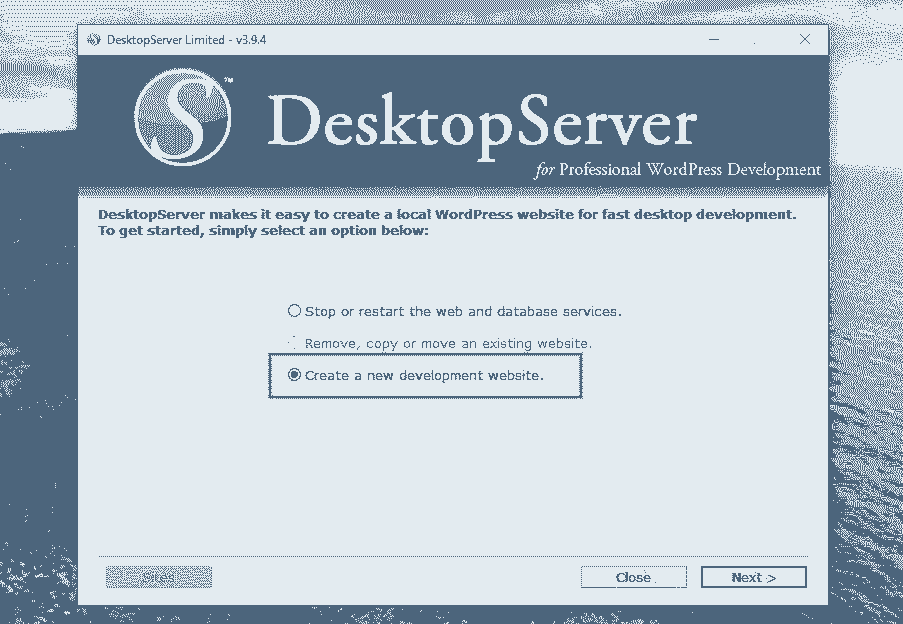 DesktopServer Limited - v3.9.4
S™
DesktopServer
for Professional WordPress Development
DesktopServer makes it easy to create a local WordPress website for fast desktop development.
To get started, simply select an option below:
Stop or restart the web and database services.
Remove, copy or move an existing website.
Create a new development website.
Sites
Close
Next >